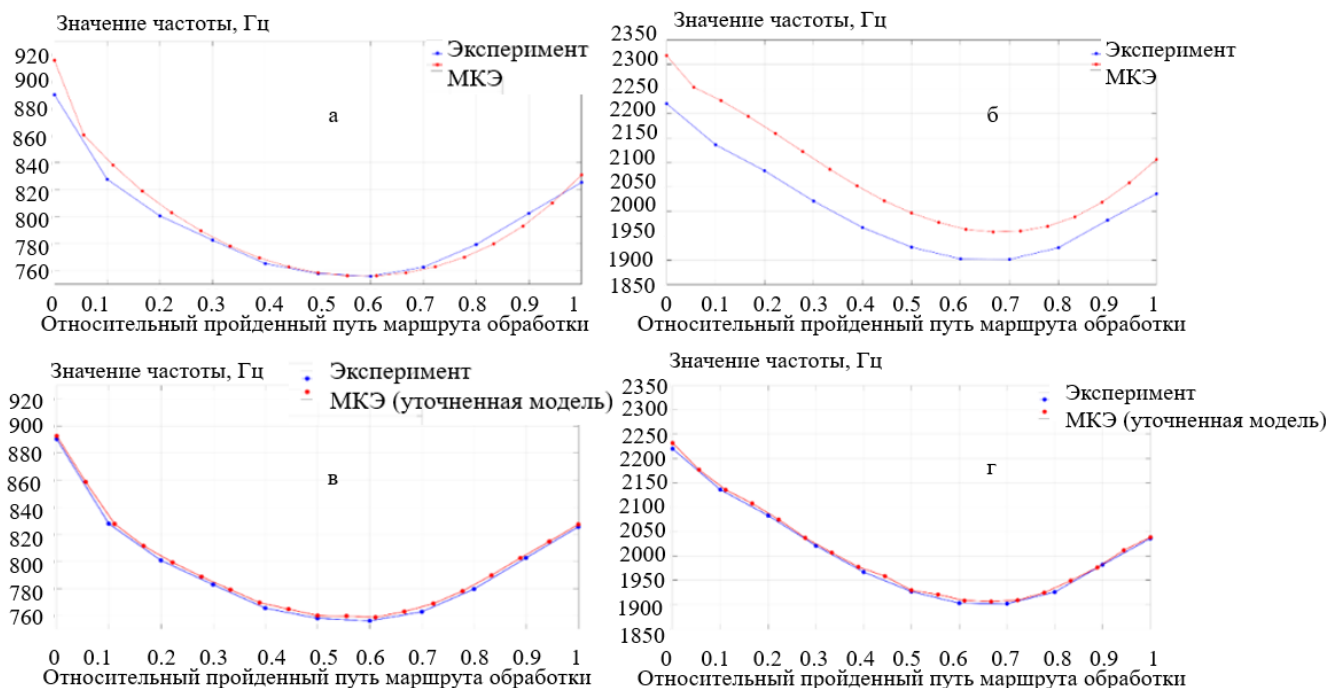 Значение частоты, Гц
Эксперимент
МКЭ
а
920
900
880
860
840
820
800
780
760
0 0.1 0.2 0.3 0.4 0.5 0.6 0.7 0.8 0.9 1
Относительный пройденный путь маршрута обработки
Значение частоты, Гц
Эксперимент
МКЭ
б
2350
2300
2250
2200
2150
2100
2050
2000
1950
1900
1850
0 0.1 0.2 0.3 0.4 0.5 0.6 0.7 0.8 0.9 1
Относительный пройденный путь маршрута обработки
Значение частоты, Гц
Эксперимент
МКЭ (уточненная модель)
в
920
900
880
860
840
820
800
780
760
0 0.1 0.2 0.3 0.4 0.5 0.6 0.7 0.8 0.9 1
Относительный пройденный путь маршрута обработки
Значение частоты, Гц
Эксперимент
МКЭ (уточненная модель)
г
2350
2300
2250
2200
2150
2100
2050
2000
1950
1900
1850
0 0.1 0.2 0.3 0.4 0.5 0.6 0.7 0.8 0.9 1
Относительный пройденный путь маршрута обработки